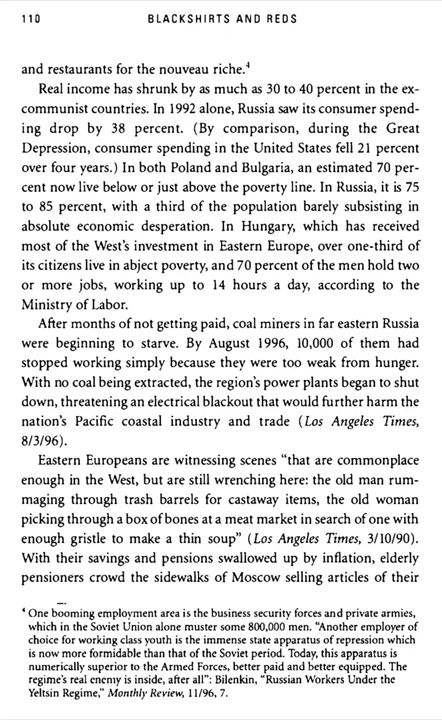 110 BLACKSHIRTS AND REDS
and restaurants for the nouveau riche.⁴
Real income has shrunk by as much as 30 to 40 percent in the ex-
communist countries. In 1992 alone, Russia saw its consumer spend-
ing drop by 38 percent. (By comparison, during the Great
Depression, consumer spending in the United States fell 21 percent
over four years.) In both Poland and Bulgaria, an estimated 70 per-
cent now live below or just above the poverty line. In Russia, it is 75
to 85 percent, with a third of the population barely subsisting in
absolute economic desperation. In Hungary, which has received
most of the West's investment in Eastern Europe, over one-third of
its citizens live in abject poverty, and 70 percent of the men hold two
or more jobs, working up to 14 hours a day, according to the
Ministry of Labor.
After months of not getting paid, coal miners in far eastern Russia
were beginning to starve. By August 1996, 10,000 of them had
stopped working simply because they were too weak from hunger.
With no coal being extracted, the region's power plants began to shut
down, threatening an electrical blackout that would further harm the
nation's Pacific coastal industry and trade (Los Angeles Times,
8/3/96).
Eastern Europeans are witnessing scenes "that are commonplace
enough in the West, but are still wrenching here: the old man rum-
maging through trash barrels for castaway items, the old woman
picking through a box of bones at a meat market in search of one with
enough gristle to make a thin soup" (Los Angeles Times, 3/10/90).
With their savings and pensions swallowed up by inflation, elderly
pensioners crowd the sidewalks of Moscow selling articles of their
⁴ One booming employment area is the business security forces and private armies,
which in the Soviet Union alone muster some 800,000 men. "Another employer of
choice for working class youth is the immense state apparatus of repression which
is now more formidable than that of the Soviet period. Today, this apparatus is
numerically superior to the Armed Forces, better paid and better equipped. The
regime's real enemy is inside, after all": Bilenkin, "Russian Workers Under the
Yeltsin Regime," Monthly Review, 11/96, 7.